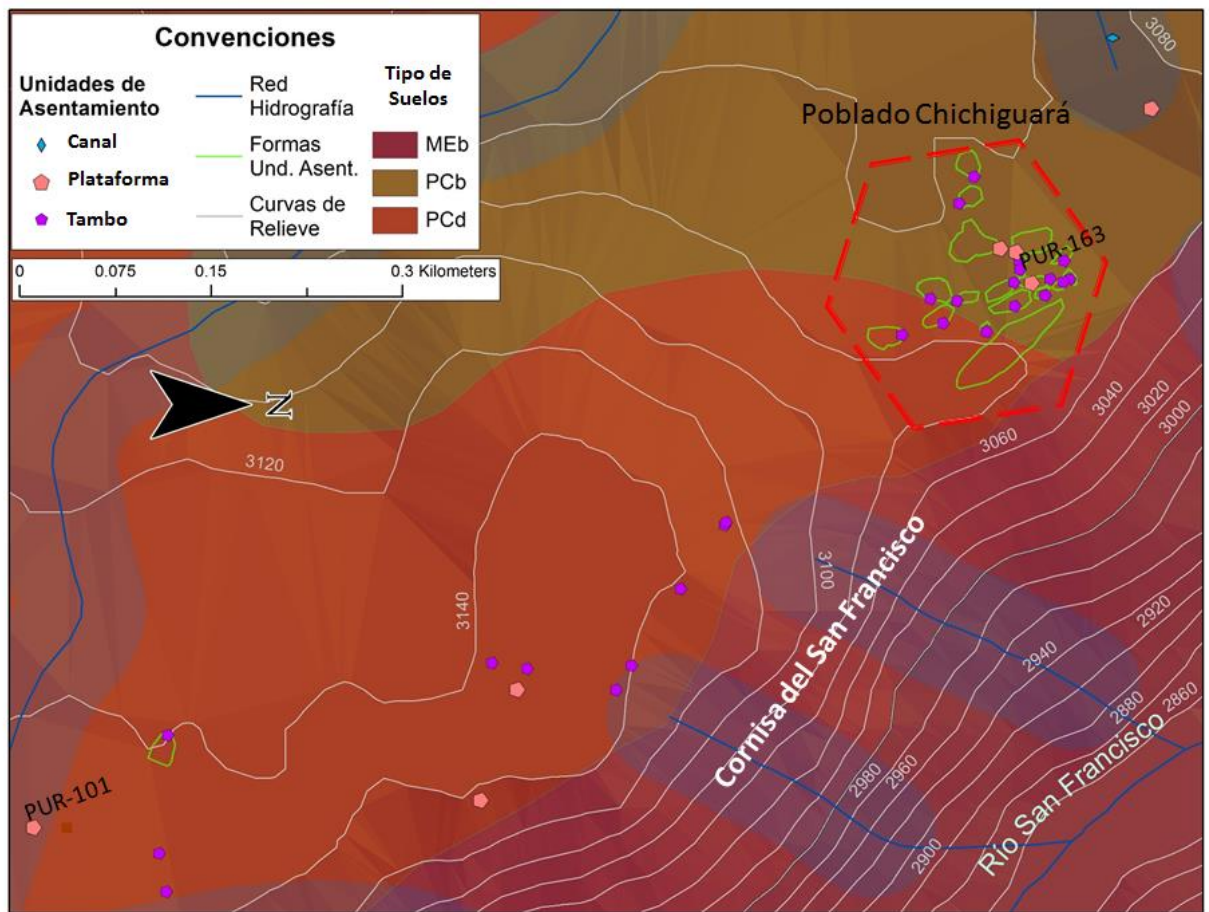 Convenciones
Unidades de
Asentamiento
Canal
Plataforma
Tambo
Red
Hidrografía
Formas
Und. Asent.
Curvas de
Relieve
Tipo de
Suelos
MEb
PCb
PCd
0 0.075 0.15 0.3 Kilometers
3080
Poblado Chichiguará
PUR-163
N
3040
3020
3000
3060
3120
3140
3100
Cornisa del San Francisco
2920
2940
2880
2860
2980
2960
2900
Río San Francisco
PUR-101